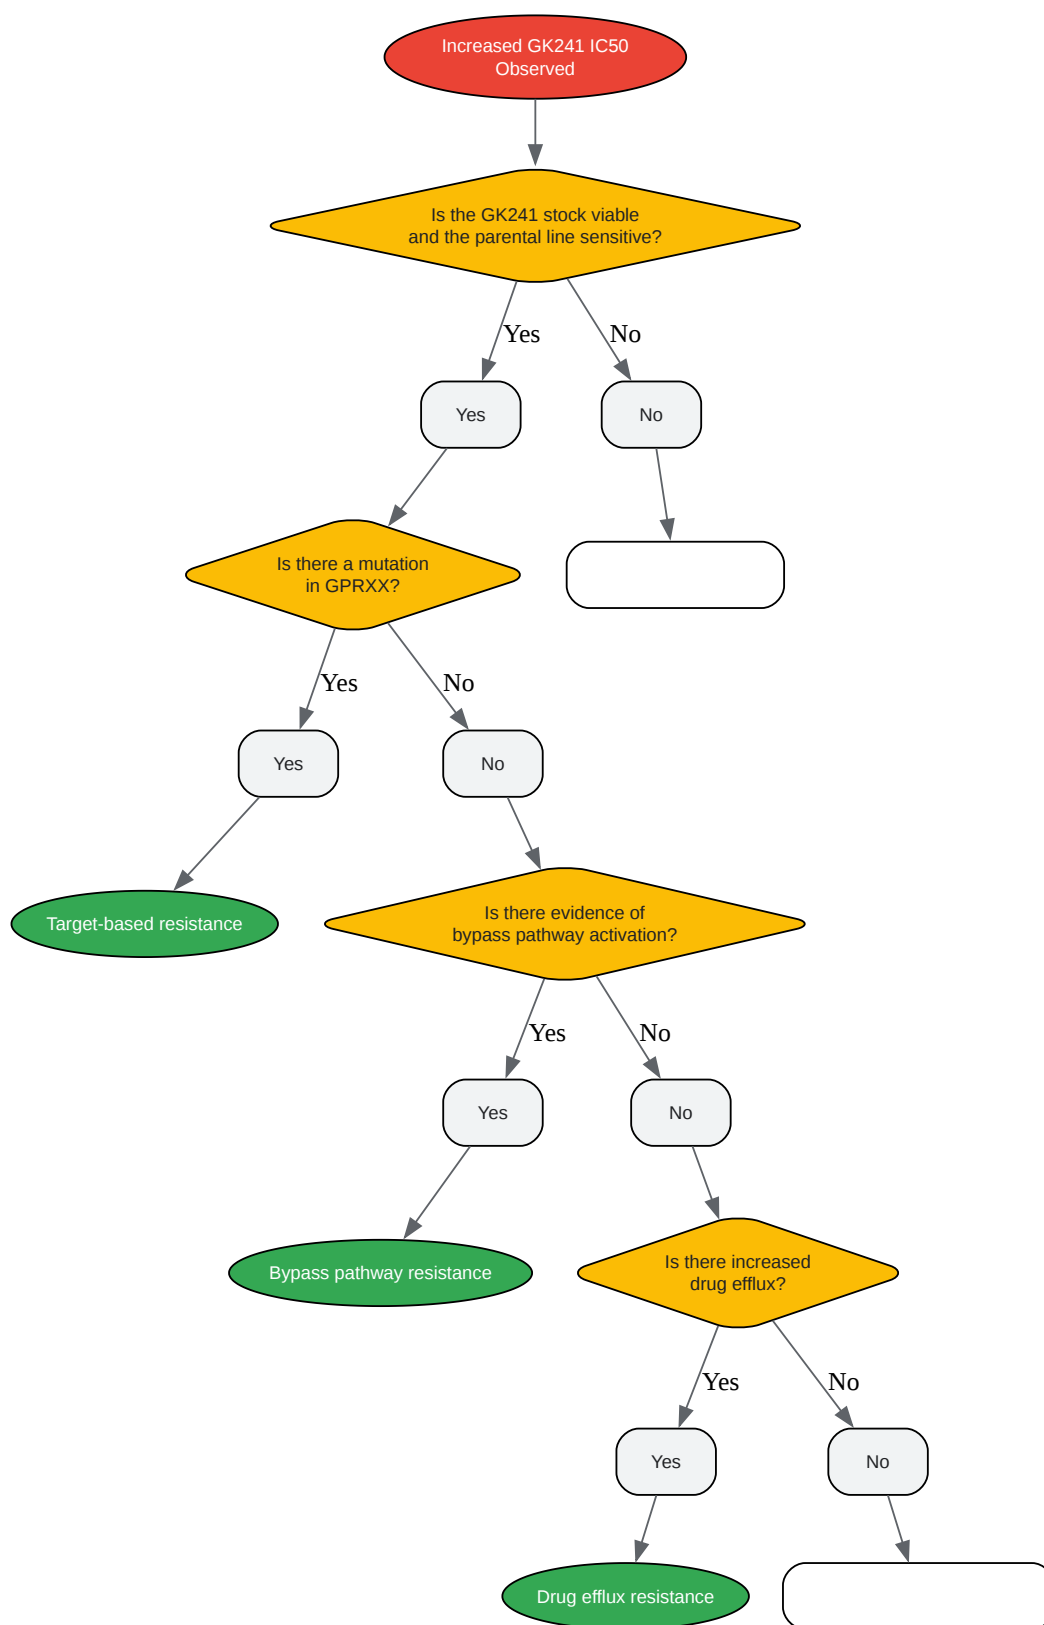 Increased GK241 IC50
Observed
Is the GK241 stock viable
and the parental line sensitive?
Yes
No
Yes
No
Is there a mutation
in GPRXX?
Yes
No
Yes
No
Target-based resistance
Is there evidence of
bypass pathway activation?
Yes
No
Yes
No
Bypass pathway resistance
Is there increased
drug efflux?
Yes
No
Yes
No
Drug efflux resistance